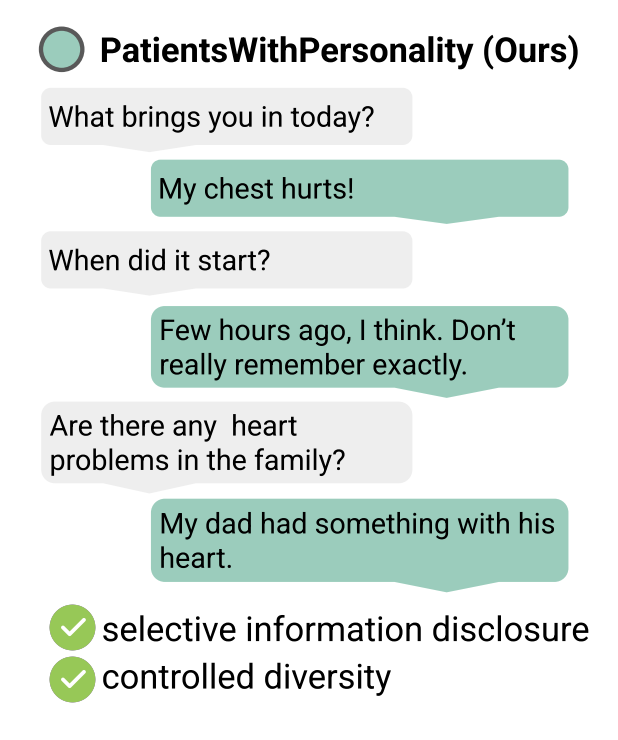 PatientsWithPersonality (Ours)
What brings you in today?
My chest hurts!
When did it start?
Few hours ago, I think. Don’t
really remember exactly.
Are there any  heart
problems in the family?
My dad had something with his
heart.
selective information disclosure
controlled diversity